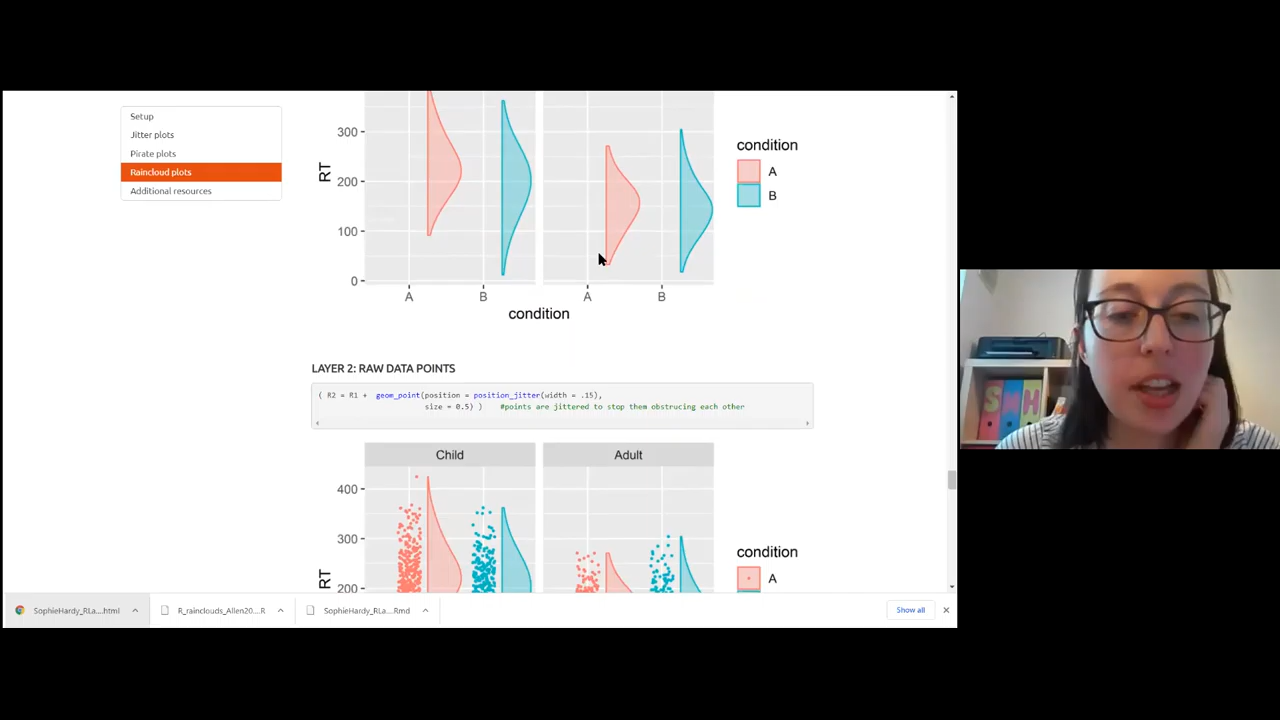 Setup
Jitter plots
Pirate plots
Raincloud plots
Additional resources
300
200
100
0
RT
A
B
A
B
condition
condition
A
B
LAYER 2: RAW DATA POINTS
( R2 = R1 + geom_point(position = position_jitter(width = .15),
size = 0.5) ) #points are jittered to stop them obstrucing each other
Child
Adult
400
300
200
RT
condition
A
SophieHardy_RLa....html
R_rainclouds_Allen20....R
SophieHardy_RLa....Rmd
Show all
SMH